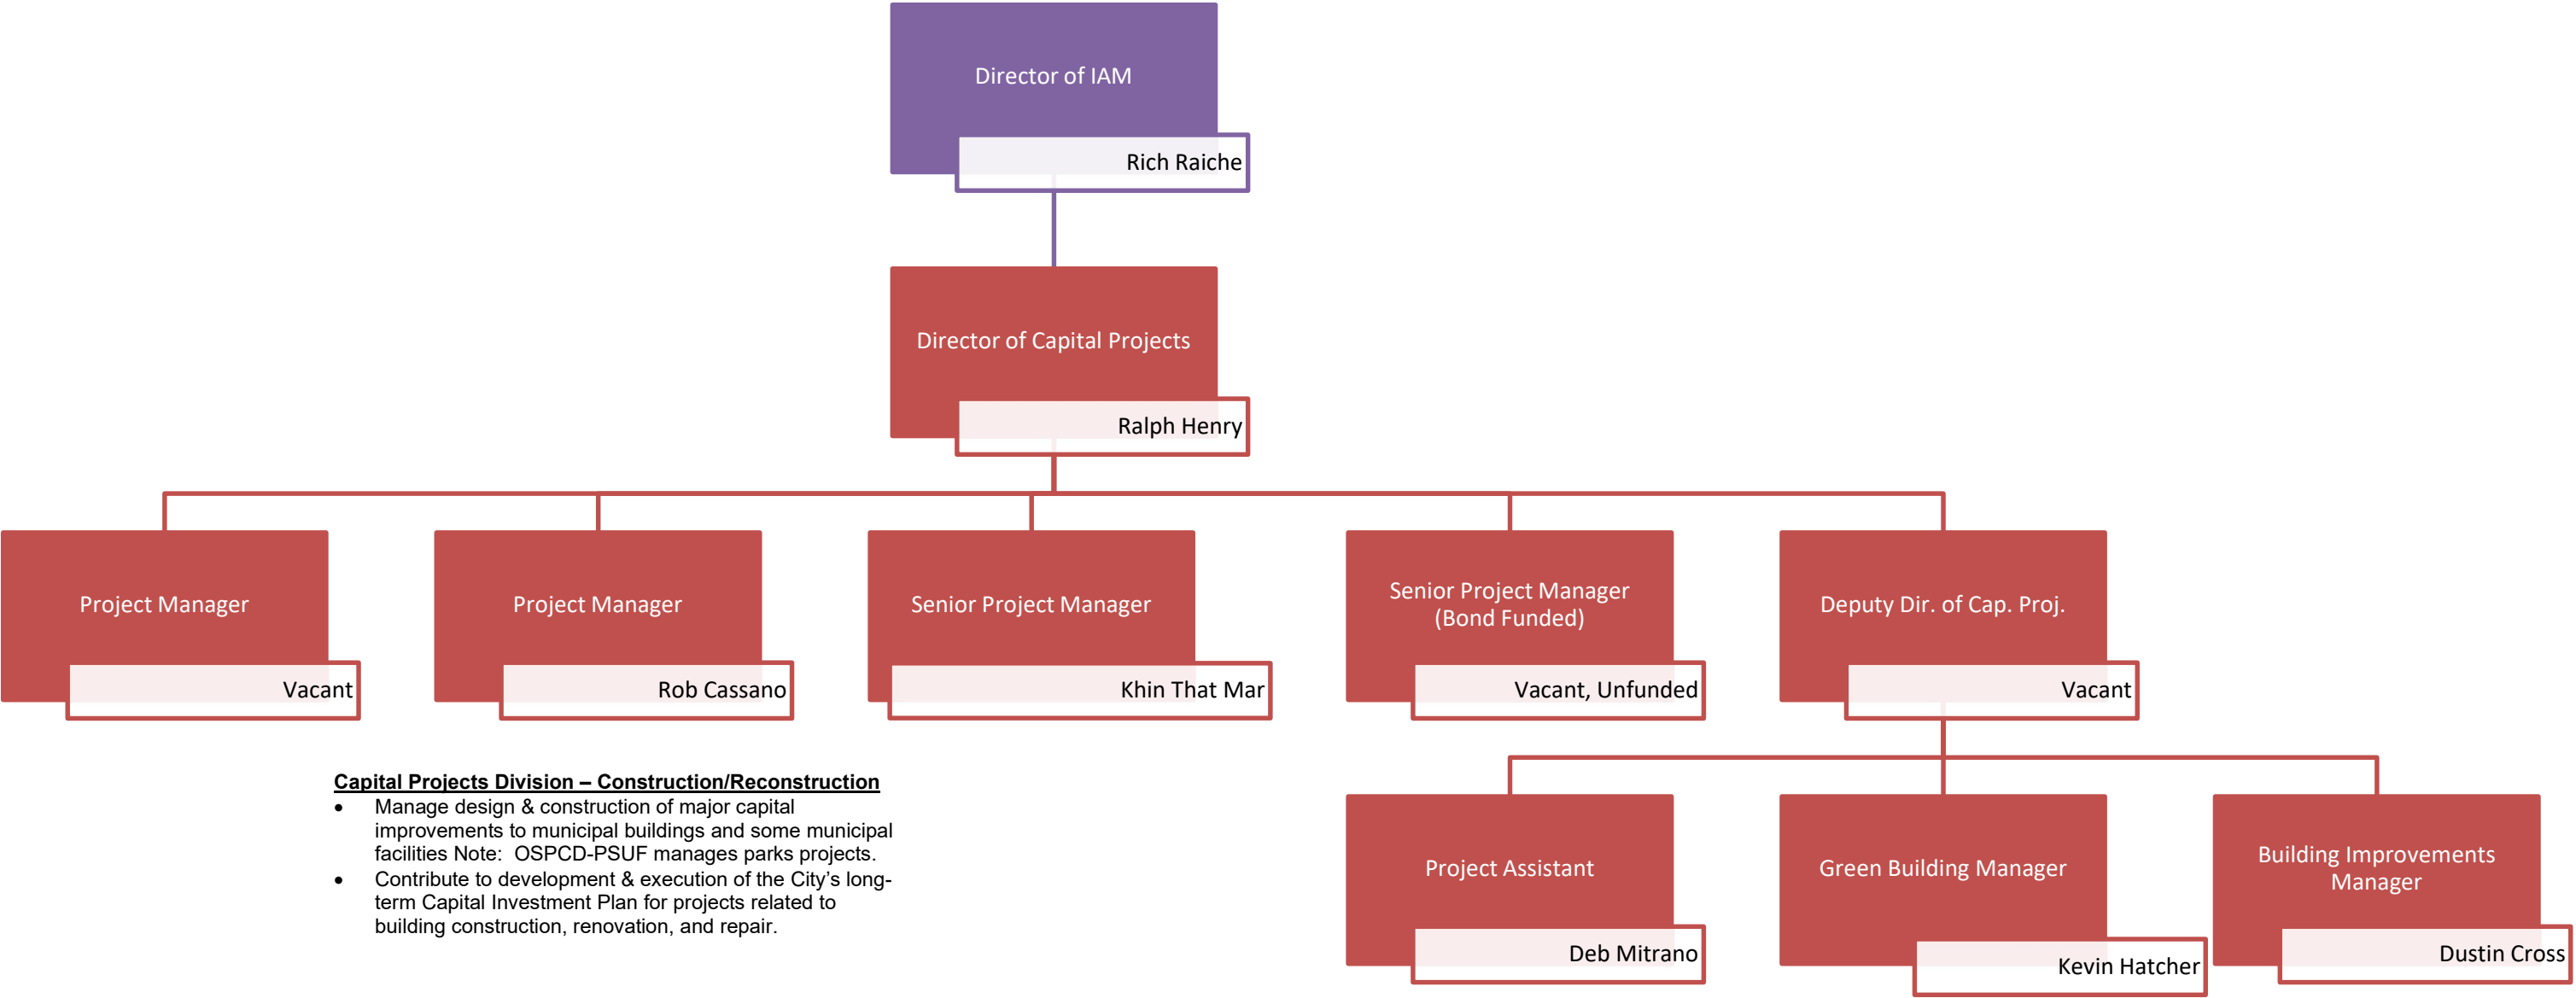 Director of IAM
Rich Raiche
Director of Capital Projects
Ralph Henry
Project Manager
Vacant
Project Manager
Rob Cassano
Senior Project Manager
Khin That Mar
Senior Project Manager
(Bond Funded)
Vacant, Unfunded
Deputy Dir. of Cap. Proj.
Vacant
Capital Projects Division – Construction/Reconstruction
• Manage design & construction of major capital
improvements to municipal buildings and some municipal
facilities Note:  OSPCD-PSUF manages parks projects.
• Contribute to development & execution of the City’s long-
term Capital Investment Plan for projects related to
building construction, renovation, and repair.
Project Assistant
Deb Mitrano
Green Building Manager
Kevin Hatcher
Building Improvements
Manager
Dustin Cross